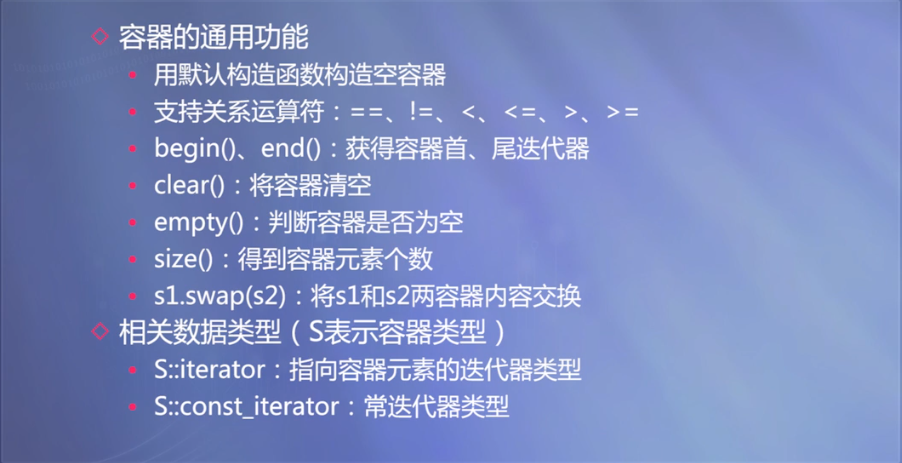 容器的通用功能
用默认构造函数构造空容器
支持关系运算符：==、!=、<、<=、>、>=
begin()、end()：获得容器首、尾迭代器
clear()：将容器清空
empty()：判断容器是否为空
size()：得到容器元素个数
s1.swap(s2)：将s1和s2两容器内容交换
相关数据类型（S表示容器类型）
S::iterator：指向容器元素的迭代器类型
S::const_iterator：常迭代器类型